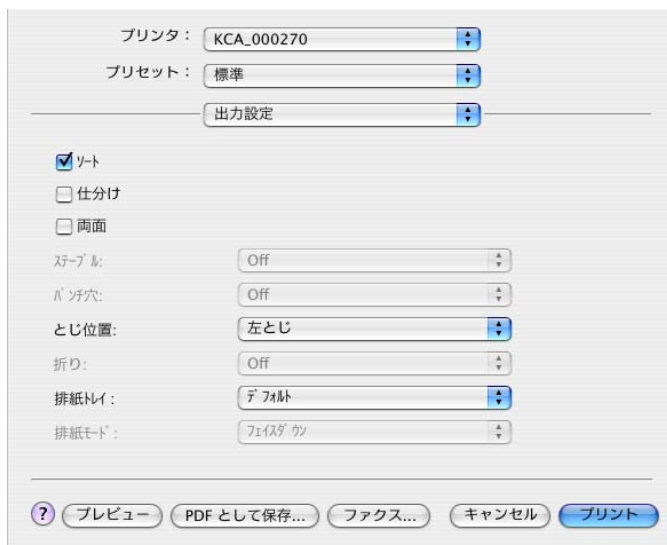 プリンタ： KCA_000270
プリセット： 標準
出力設定
ｿｰﾄ
仕分け
両面
ｽﾃｰﾌﾟﾙ: Off
ﾊﾟﾝﾁ穴: Off
とじ位置: 左とじ
折り: Off
排紙ﾄﾚｲ: ﾃﾞﾌｫﾙﾄ
排紙ﾓｰﾄﾞ: ﾌｪｲｽﾀﾞｳﾝ
? プレビュー PDF として保存... ファクス... キャンセル プリント